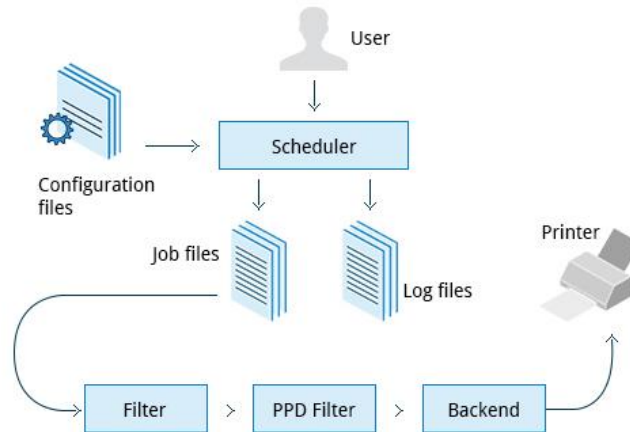 User
Scheduler
Configuration
files
Job files
Log files
Printer
Filter
PPD Filter
Backend